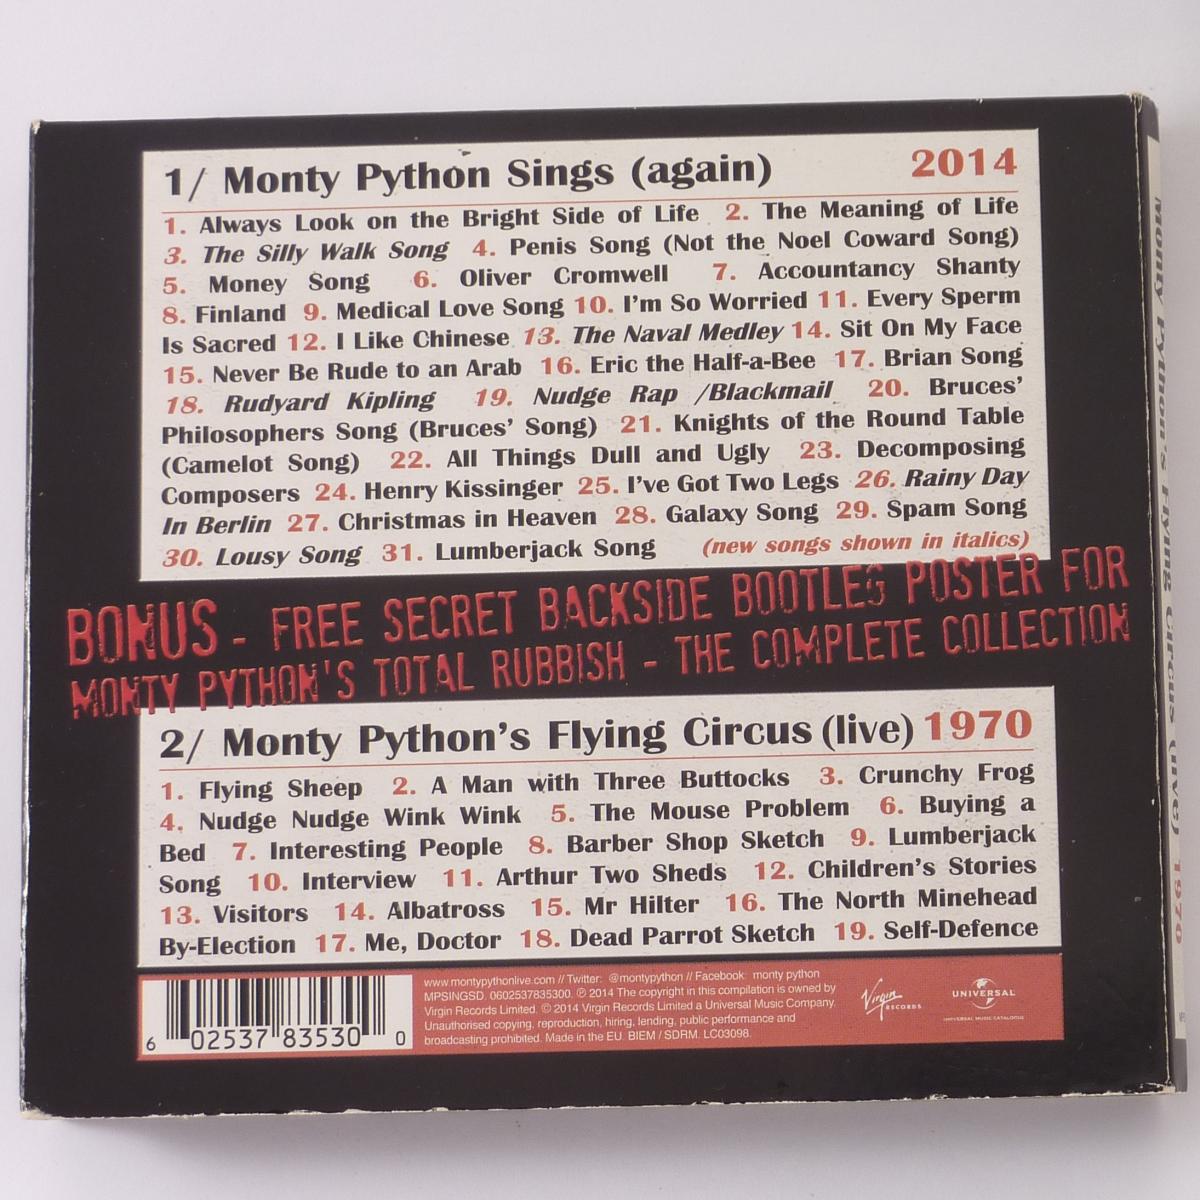 1/ Monty Python Sings (again) 2014
1. Always Look on the Bright Side of Life 2. The Meaning of Life
3. The Silly Walk Song 4. Penis Song (Not the Noel Coward Song)
5. Money Song 6. Oliver Cromwell 7. Accountancy Shanty
8. Finland 9. Medical Love Song 10. I'm So Worried 11. Every Sperm
Is Sacred 12. I Like Chinese 13. The Naval Medley 14. Sit On My Face
15. Never Be Rude to an Arab 16. Eric the Half-a-Bee 17. Brian Song
18. Rudyard Kipling 19. Nudge Rap /Blackmail 20. Bruces'
Philosophers Song (Bruces' Song) 21. Knights of the Round Table
(Camelot Song) 22. All Things Dull and Ugly 23. Decomposing
Composers 24. Henry Kissinger 25. I've Got Two Legs 26. Rainy Day
In Berlin 27. Christmas in Heaven 28. Galaxy Song 29. Spam Song
30. Lousy Song 31. Lumberjack Song (new songs shown in italics)
BONUS - FREE SECRET BACKSIDE BOOTLEG POSTER FOR
MONTY PYTHON'S TOTAL RUBBISH - THE COMPLETE COLLECTION
2/ Monty Python's Flying Circus (live) 1970
1. Flying Sheep 2. A Man with Three Buttocks 3. Crunchy Frog
4. Nudge Nudge Wink Wink 5. The Mouse Problem 6. Buying a
Bed 7. Interesting People 8. Barber Shop Sketch 9. Lumberjack
Song 10. Interview 11. Arthur Two Sheds 12. Children's Stories
13. Visitors 14. Albatross 15. Mr Hilter 16. The North Minehead
By-Election 17. Me, Doctor 18. Dead Parrot Sketch 19. Self-Defence
6 02537 83530 0
www.montypythonlive.com // Twitter: @montypython // Facebook: monty python
MPSINGSD. 0602537835300. ℗ 2014 The copyright in this compilation is owned by
Virgin Records Limited. © 2014 Virgin Records Limited a Universal Music Company.
Unauthorised copying, reproduction, hiring, lending, public performance and
broadcasting prohibited. Made in the EU. BIEM / SDRM. LC03098.
Virgin
RECORDS
UNIVERSAL
UNIVERSAL MUSIC CATALOGUE
Monty Python's Flying Circus (live) 1970